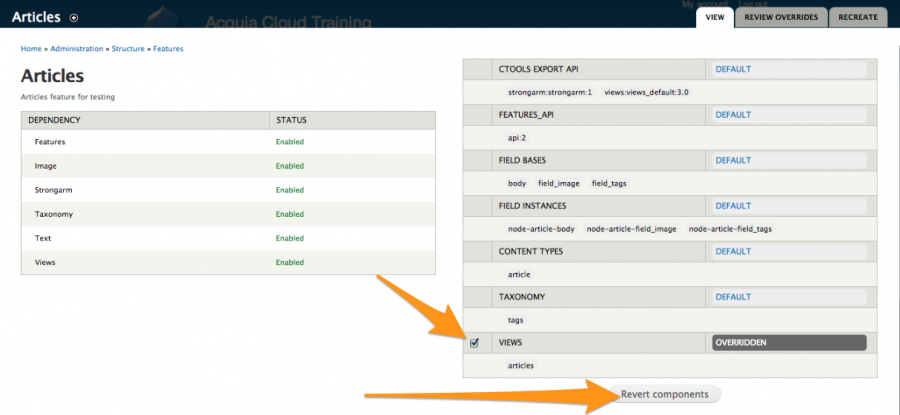 Articles
Acquia Cloud Training
My account Log out
VIEW REVIEW OVERRIDES RECREATE
Home » Administration » Structure » Features
Articles
Articles feature for testing
DEPENDENCY STATUS
Features Enabled
Image Enabled
Strongarm Enabled
Taxonomy Enabled
Text Enabled
Views Enabled
CTOOLS EXPORT API DEFAULT
strongarm:strongarm:1 views:views_default:3.0
FEATURES_API DEFAULT
api:2
FIELD BASES DEFAULT
body field_image field_tags
FIELD INSTANCES DEFAULT
node-article-body node-article-field_image node-article-field_tags
CONTENT TYPES DEFAULT
article
TAXONOMY DEFAULT
tags
VIEWS OVERRIDDEN
articles
Revert components